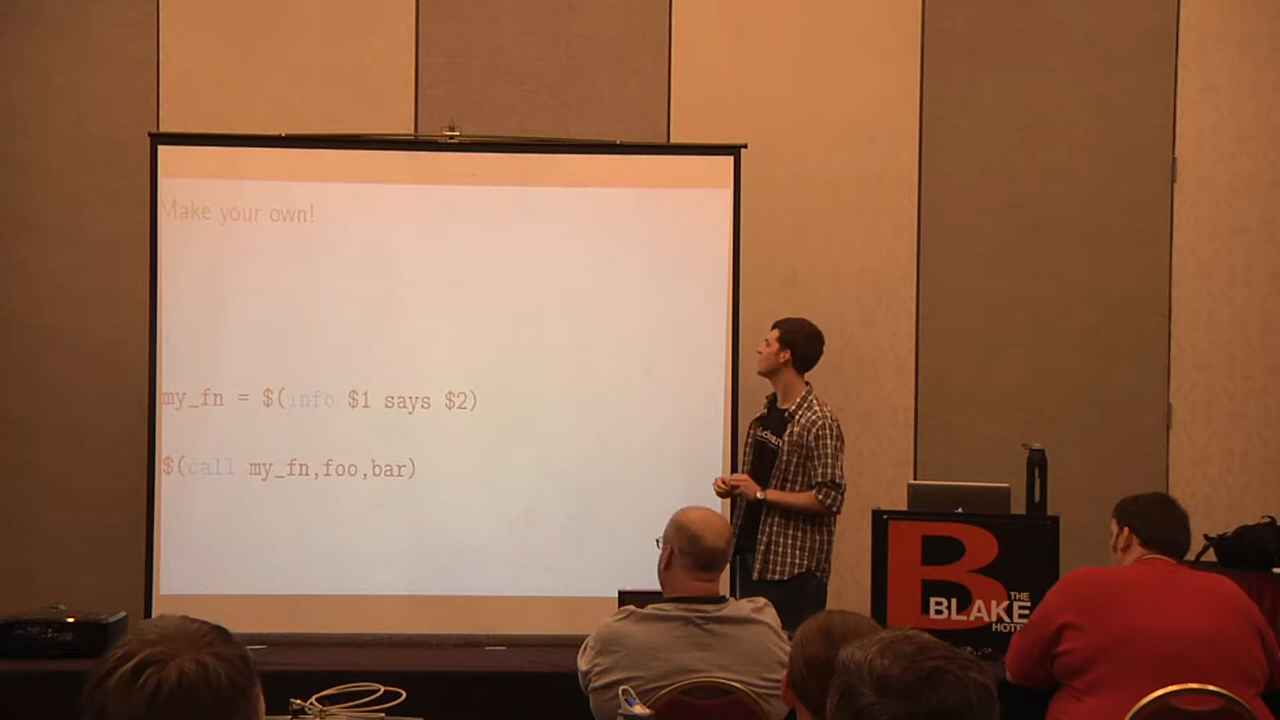 Make your own!
my_fn = $(info $1 says $2)
$(call my_fn,foo,bar)
B
THE
BLAKE